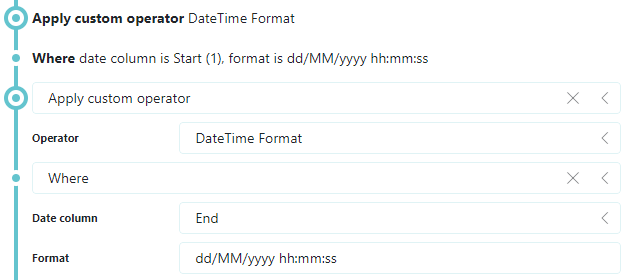 Apply custom operator DateTime Format
Where date column is Start (1), format is dd/MM/yyyy hh:mm:ss
Apply custom operator
Operator DateTime Format
Where
Date column End
Format dd/MM/yyyy hh:mm:ss